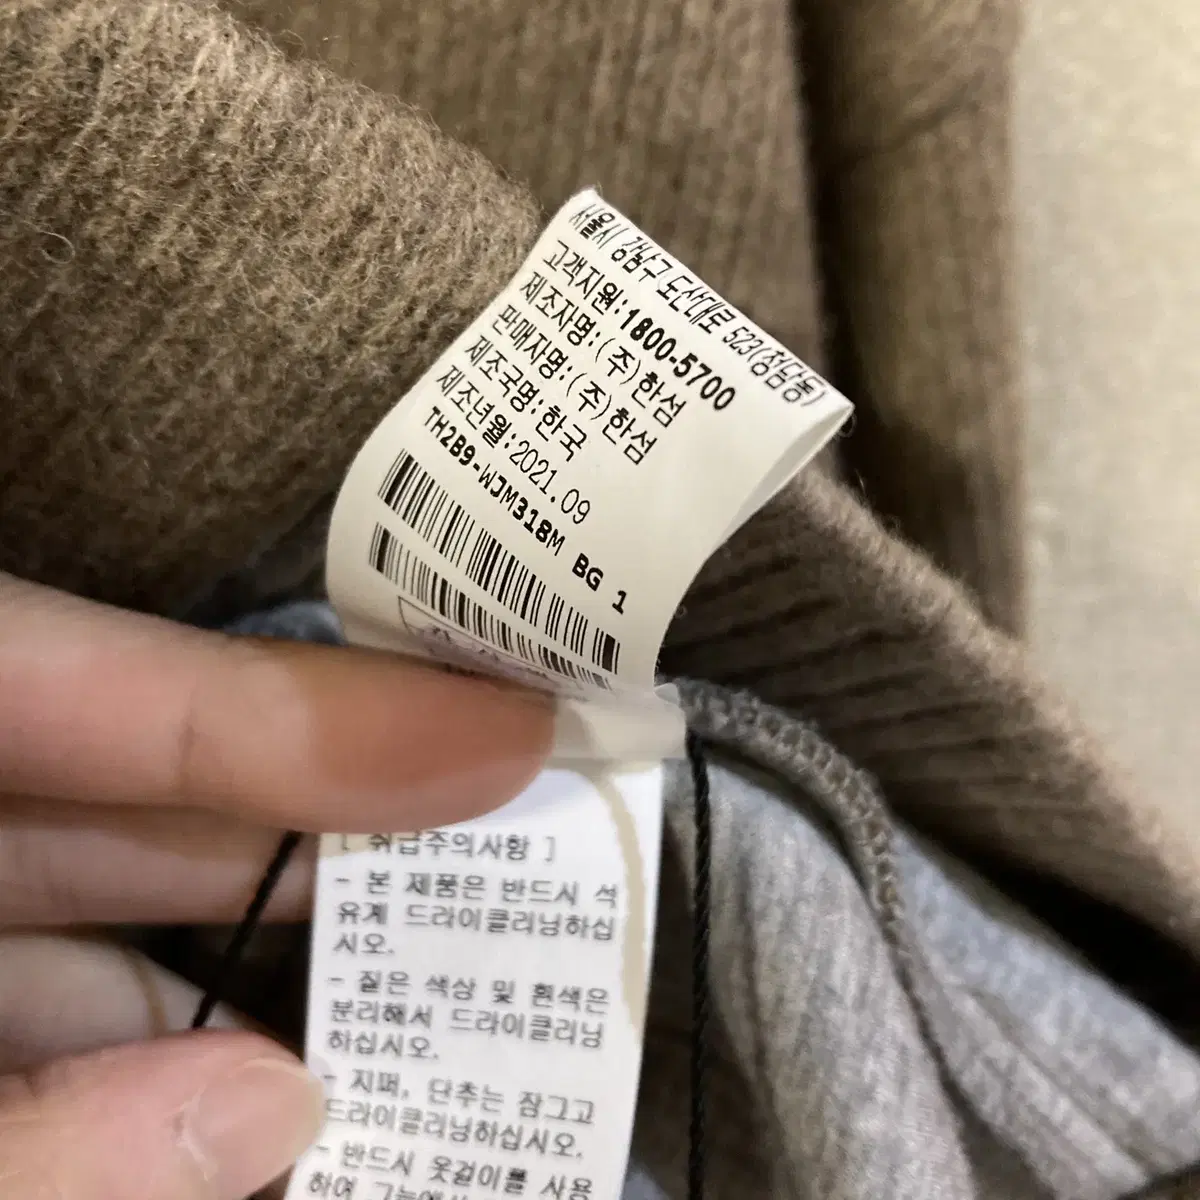 서울시 강남구 도산대로 523(청담동)
고객지원:1800-5700
제조자명:(주)한섬
판매자명:(주)한섬
제조국명:한국
제조년월:2021.09
TH2B9-WJM318M BG 1
[ 취급주의사항 ]
- 본 제품은 반드시 석
유계 드라이클리닝하십
시오.
- 짙은 색상 및 흰색은
분리해서 드라이클리닝
하십시오.
- 지퍼, 단추는 잠그고
드라이클리닝하십시오.
- 반드시 옷걸이를 사용
하여